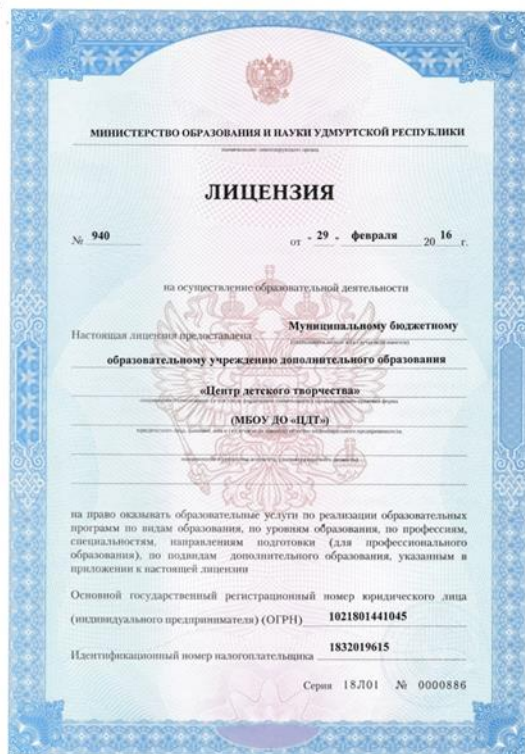 МИНИСТЕРСТВО ОБРАЗОВАНИЯ И НАУКИ УДМУРТСКОЙ РЕСПУБЛИКИ
наименование лицензирующего органа
ЛИЦЕНЗИЯ
№ 940 от « 29 » февраля 20 16 г.
на осуществление образовательной деятельности
Настоящая лицензия предоставлена Муниципальному бюджетному
образовательному учреждению дополнительного образования
«Центр детского творчества»
(МБОУ ДО «ЦДТ»)
на право оказывать образовательные услуги по реализации образовательных
программ по видам образования, по уровням образования, по профессиям,
специальностям, направлениям подготовки (для профессионального
образования), по подвидам дополнительного образования, указанным в
приложении к настоящей лицензии
Основной государственный регистрационный номер юридического лица
(индивидуального предпринимателя) (ОГРН) 1021801441045
Идентификационный номер налогоплательщика 1832019615
Серия 18Л01 № 0000886